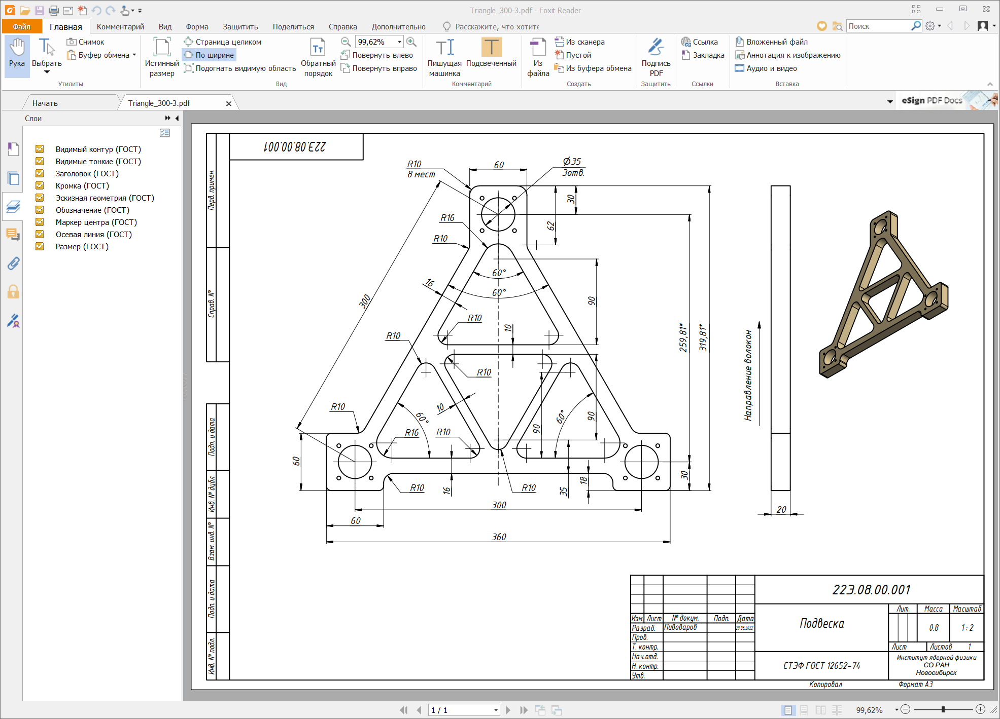 Triangle_300-3.pdf - Foxit Reader
Файл Главная Комментарий Вид Форма Защитить Поделиться Справка Дополнительно Расскажите, что хотите
Поиск
Рука
Выбрать
Снимок
Буфер обмена
Утилиты
Истинный размер
Страница целиком
По ширине
Подогнать видимую область
Обратный порядок
99,62%
Повернуть влево
Повернуть вправо
Вид
Пишущая машинка
Подсвеченный
Комментарий
Из файла
Из сканера
Пустой
Из буфера обмена
Создать
Подпись PDF
Защитить
Ссылка
Закладка
Ссылки
Вложенный файл
Аннотация к изображению
Аудио и видео
Вставка
Начать
Triangle_300-3.pdf
eSign PDF Docs
Слои
Видимый контур (ГОСТ)
Видимые тонкие (ГОСТ)
Заголовок (ГОСТ)
Кромка (ГОСТ)
Эскизная геометрия (ГОСТ)
Обозначение (ГОСТ)
Маркер центра (ГОСТ)
Осевая линия (ГОСТ)
Размер (ГОСТ)
22Э.08.00.001
Перв. примен.
Справ. №
Подп. и дата
Инв. № дубл.
Взам. инв. №
Подп. и дата
Инв. № подл.
R10
8 мест
60
Ø35
3отв.
30
62
R16
R10
60°
60°
16
300
90
R10
10
R10
259,81*
319,81*
R10
R10
10
60°
90
60°
90
R16
R10
60
R10
16
R10
35
18
30
300
60
360
Направление волокон
20
22Э.08.00.001
Изм. Лист № докум. Подп. Дата
Разраб. Пивоваров 29.08.2022
Пров.
Т. контр.
Нач.отд.
Н. контр.
Утв.
Подвеска
Лит. Масса Масштаб
0.8 1:2
Лист Листов 1
СТЭФ ГОСТ 12652-74
Институт ядерной физики
СО РАН
Новосибирск
Копировал Формат А3
1 / 1
99,62%